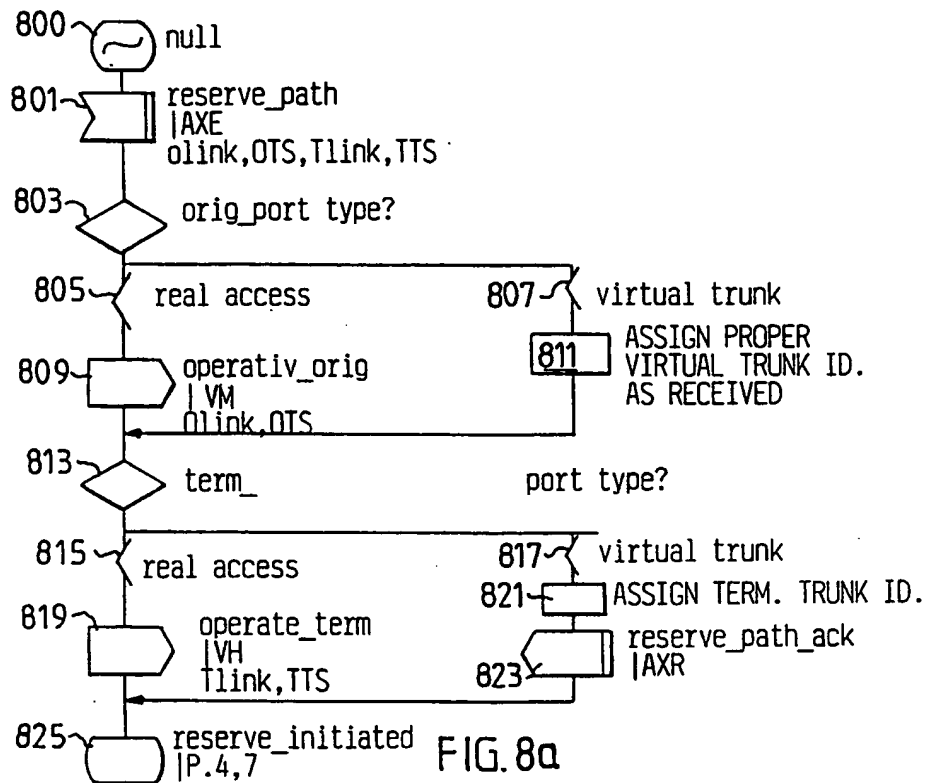 800
null
801
reserve_path
|AXE
olink,OTS,Tlink,TTS
803
orig_port type?
805
real access
807
virtual trunk
809
operativ_orig
|VM
Olink,OTS
811
ASSIGN PROPER
VIRTUAL TRUNK ID.
AS RECEIVED
813
term_ port type?
815
real access
817
virtual trunk
821
ASSIGN TERM. TRUNK ID.
819
operate_term
|VH
Tlink,TTS
823
reserve_path_ack
|AXR
825
reserve_initiated
|P.4,7
FIG. 8a